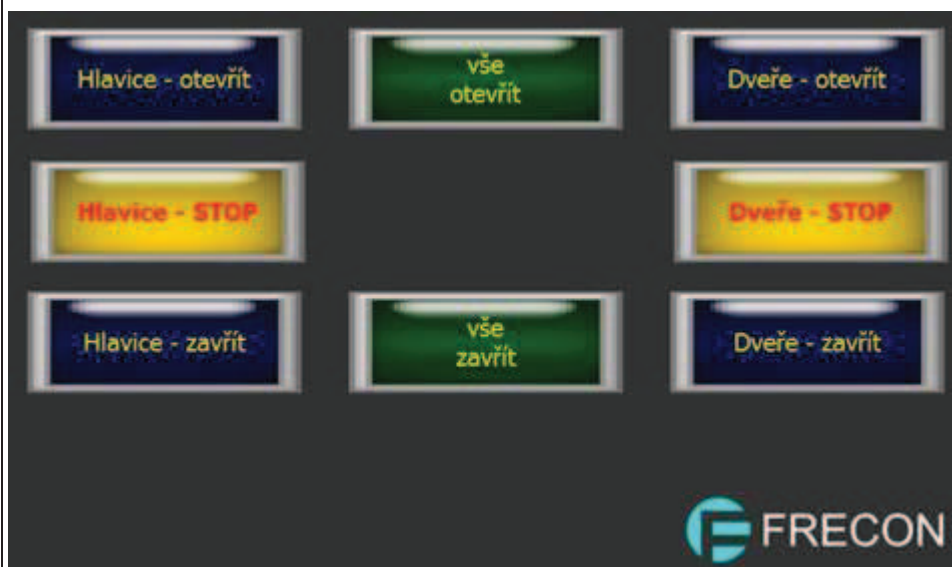 Hlavice - otevřít
vše
otevřít
Dveře - otevřít
Hlavice - STOP
Dveře - STOP
Hlavice - zavřít
vše
zavřít
Dveře - zavřít
FRECON